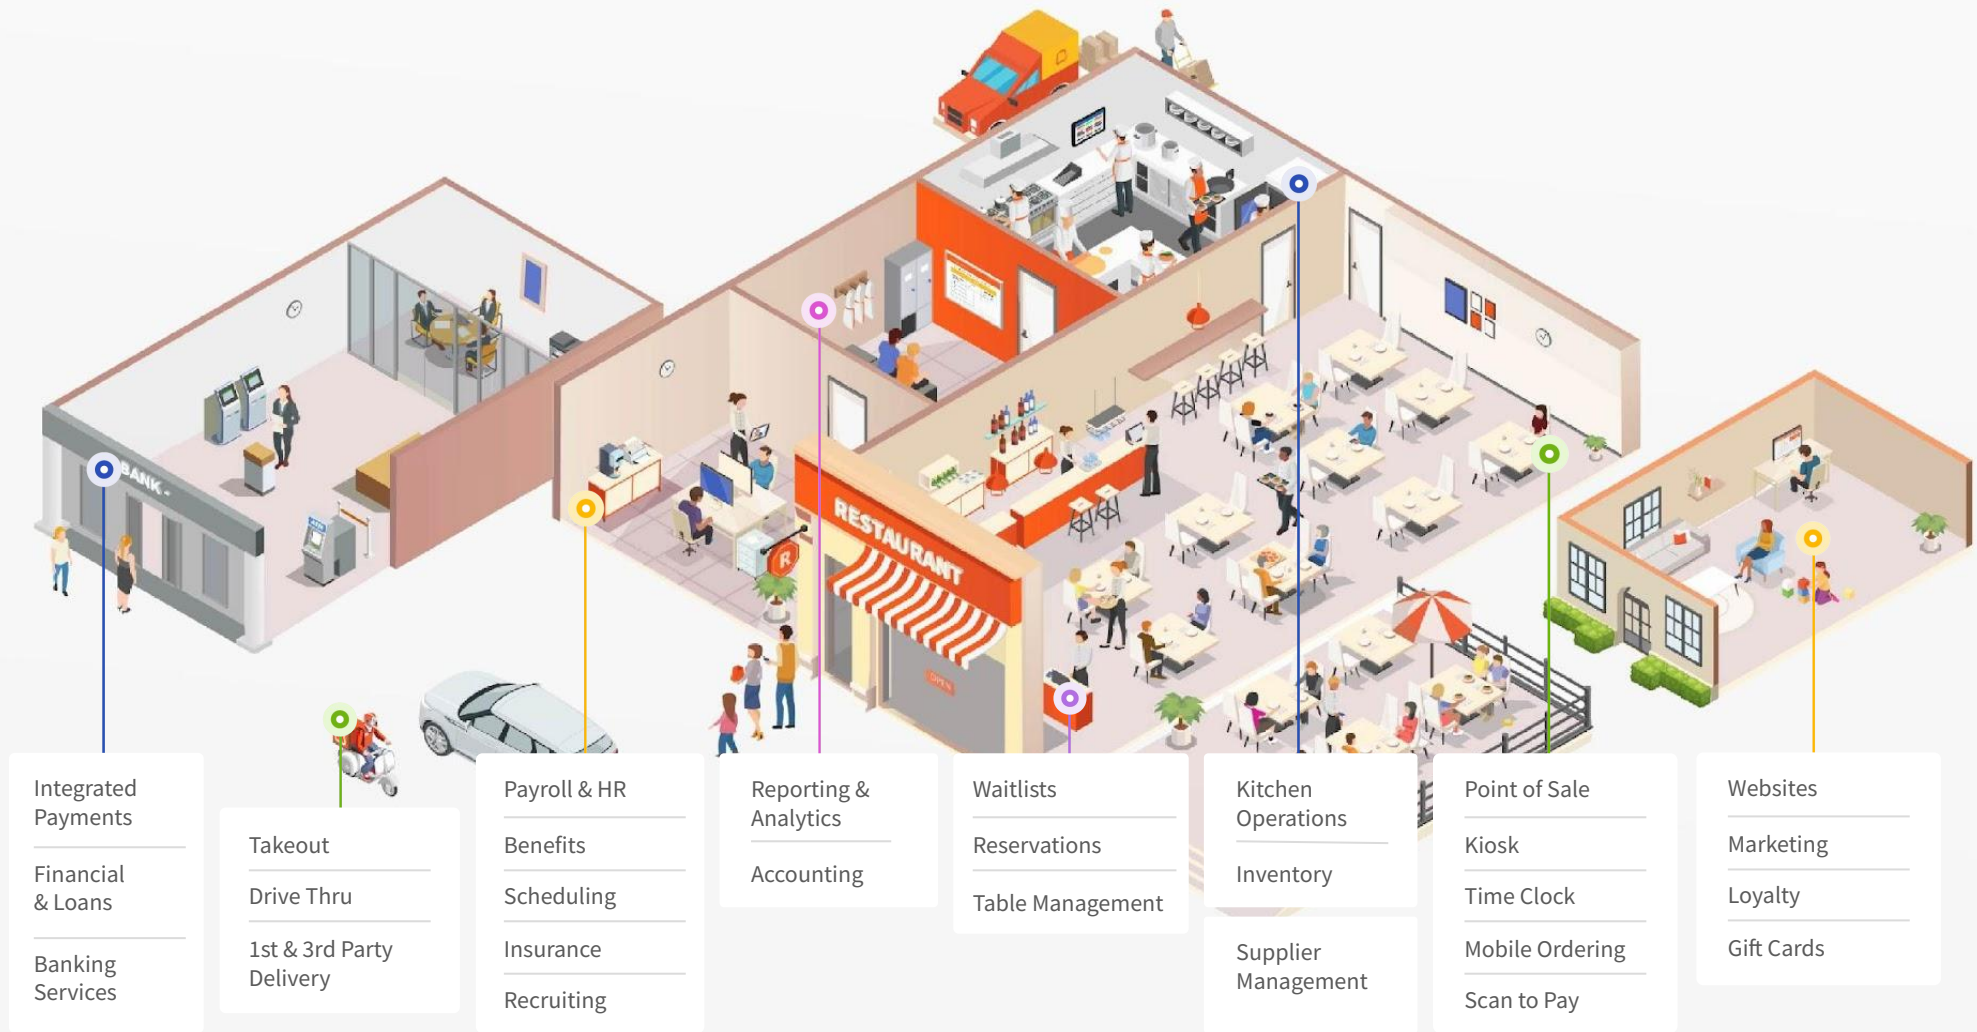 BANK
RESTAURANT
R
OPEN
ATM
Integrated
Payments
Financial
& Loans
Banking
Services
Takeout
Drive Thru
1st & 3rd Party
Delivery
Payroll & HR
Benefits
Scheduling
Insurance
Recruiting
Reporting &
Analytics
Accounting
Waitlists
Reservations
Table Management
Kitchen
Operations
Inventory
Supplier
Management
Point of Sale
Kiosk
Time Clock
Mobile Ordering
Scan to Pay
Websites
Marketing
Loyalty
Gift Cards